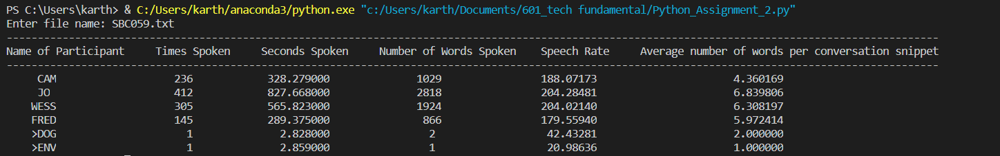 PS C:\Users\karth> & C:/Users/karth/anaconda3/python.exe "c:/Users/karth/Documents/601_tech fundamental/Python_Assignment_2.py"
Enter file name: SBC059.txt
------------------------------------------------------------------------------------------------------------------------------------------------------
Name of Participant     Times Spoken     Seconds Spoken     Number of Words Spoken    Speech Rate     Average number of words per conversation snippet
------------------------------------------------------------------------------------------------------------------------------------------------------
     CAM                   236            328.279000              1029                188.07173                      4.360169
     JO                    412            827.668000              2818                204.28481                      6.839806
    WESS                   305            565.823000              1924                204.02140                      6.308197
    FRED                   145            289.375000               866                179.55940                      5.972414
    >DOG                     1              2.828000                2                  42.43281                      2.000000
    >ENV                     1              2.859000                1                  20.98636                      1.000000